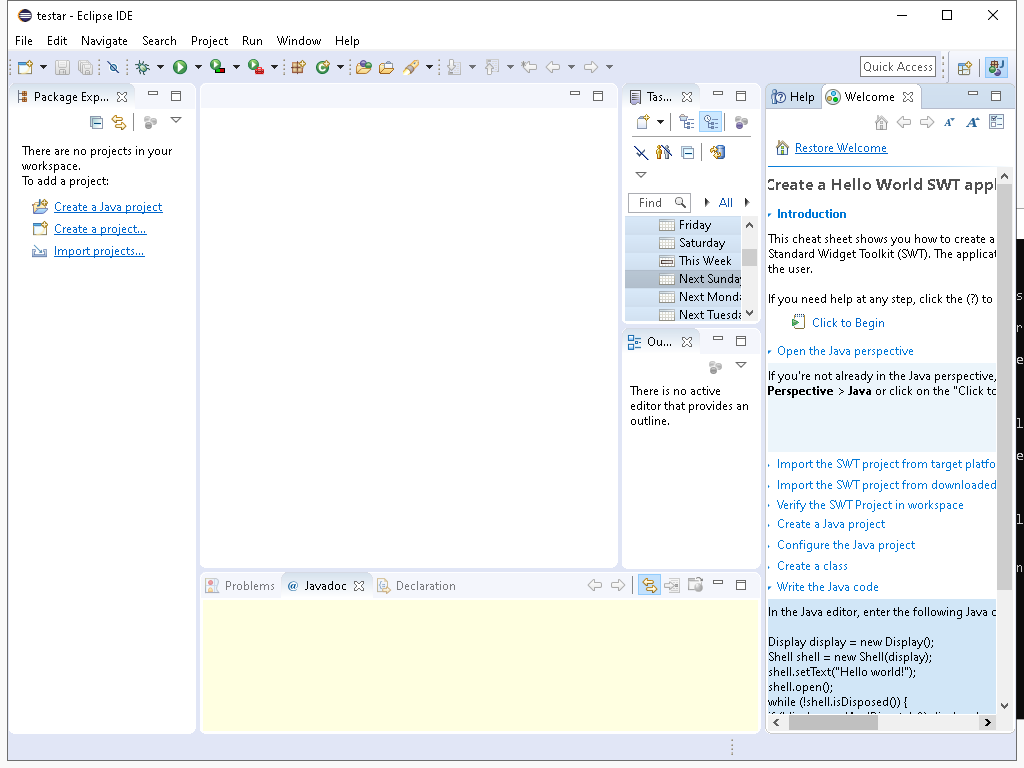 testar - Eclipse IDE
File Edit Navigate Search Project Run Window Help
Quick Access
Package Exp...
There are no projects in your
workspace.
To add a project:
Create a Java project
Create a project...
Import projects...
Tas...
Find
All
Friday
Saturday
This Week
Next Sunda
Next Monda
Next Tuesda
Ou...
There is no active
editor that provides an
outline.
Help Welcome
Restore Welcome
Create a Hello World SWT appl
Introduction
This cheat sheet shows you how to create a
Standard Widget Toolkit (SWT). The applicat
the user.
If you need help at any step, click the (?) to
Click to Begin
Open the Java perspective
If you're not already in the Java perspective,
Perspective > Java or click on the "Click to
Import the SWT project from target platfo
Import the SWT project from downloaded
Verify the SWT Project in workspace
Create a Java project
Configure the Java project
Create a class
Write the Java code
In the Java editor, enter the following Java c
Display display = new Display();
Shell shell = new Shell(display);
shell.setText("Hello world!");
shell.open();
while (!shell.isDisposed()) {
Problems @ Javadoc Declaration